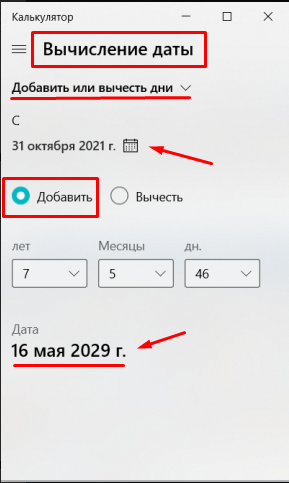 Калькулятор
Вычисление даты
Добавить или вычесть дни
С
31 октября 2021 г.
Добавить Вычесть
лет Месяцы дн.
7 5 46
Дата
16 мая 2029 г.